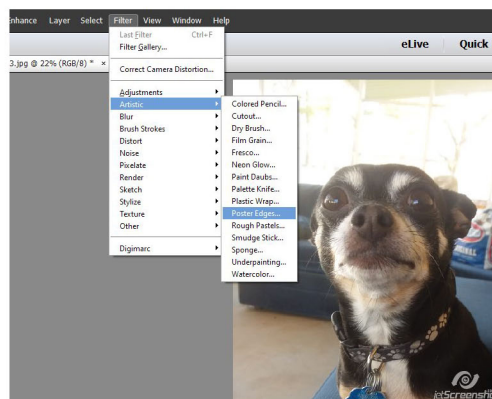 nhance Layer Select Filter View Window Help
Last Filter Ctrl+F
Filter Gallery...
eLive Quick
3.jpg @ 22% (RGB/8) * ×
Correct Camera Distortion...
Adjustments
Artistic
Blur
Brush Strokes
Distort
Noise
Pixelate
Render
Sketch
Stylize
Texture
Other
Digimarc
Colored Pencil...
Cutout...
Dry Brush...
Film Grain...
Fresco...
Neon Glow...
Paint Daubs...
Palette Knife...
Plastic Wrap...
Poster Edges...
Rough Pastels...
Smudge Stick...
Sponge...
Underpainting...
Watercolor...
jetScreensho